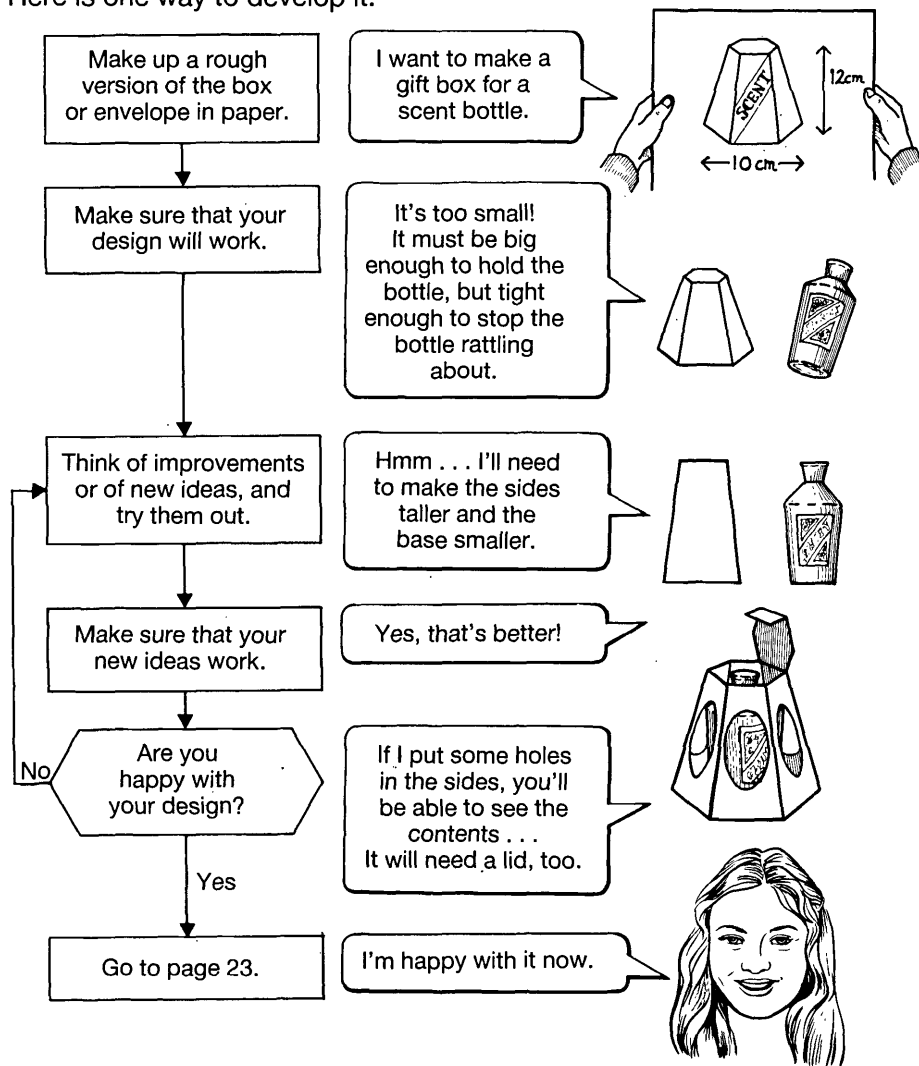 Here is one way to develop it.
Make up a rough
version of the box
or envelope in paper.
I want to make a
gift box for a
scent bottle.
SCENT
12cm
10cm
Make sure that your
design will work.
It's too small!
It must be big
enough to hold the
bottle, but tight
enough to stop the
bottle rattling
about.
Think of improvements
or of new ideas, and
try them out.
Hmm . . . I'll need
to make the sides
taller and the
base smaller.
Make sure that your
new ideas work.
Yes, that's better!
Are you
happy with
your design?
No
If I put some holes
in the sides, you'll
be able to see the
contents . . .
It will need a lid, too.
Yes
Go to page 23.
I'm happy with it now.